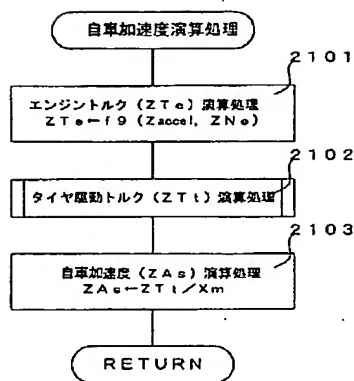 自車加速度演算処理
2101
エンジントルク（ZTe）演算処理
ZTe←f9（Zaccel, ZNe）
2102
タイヤ駆動トルク（ZTt）演算処理
2103
自車加速度（ZAs）演算処理
ZAs←ZTt／Xm
RETURN